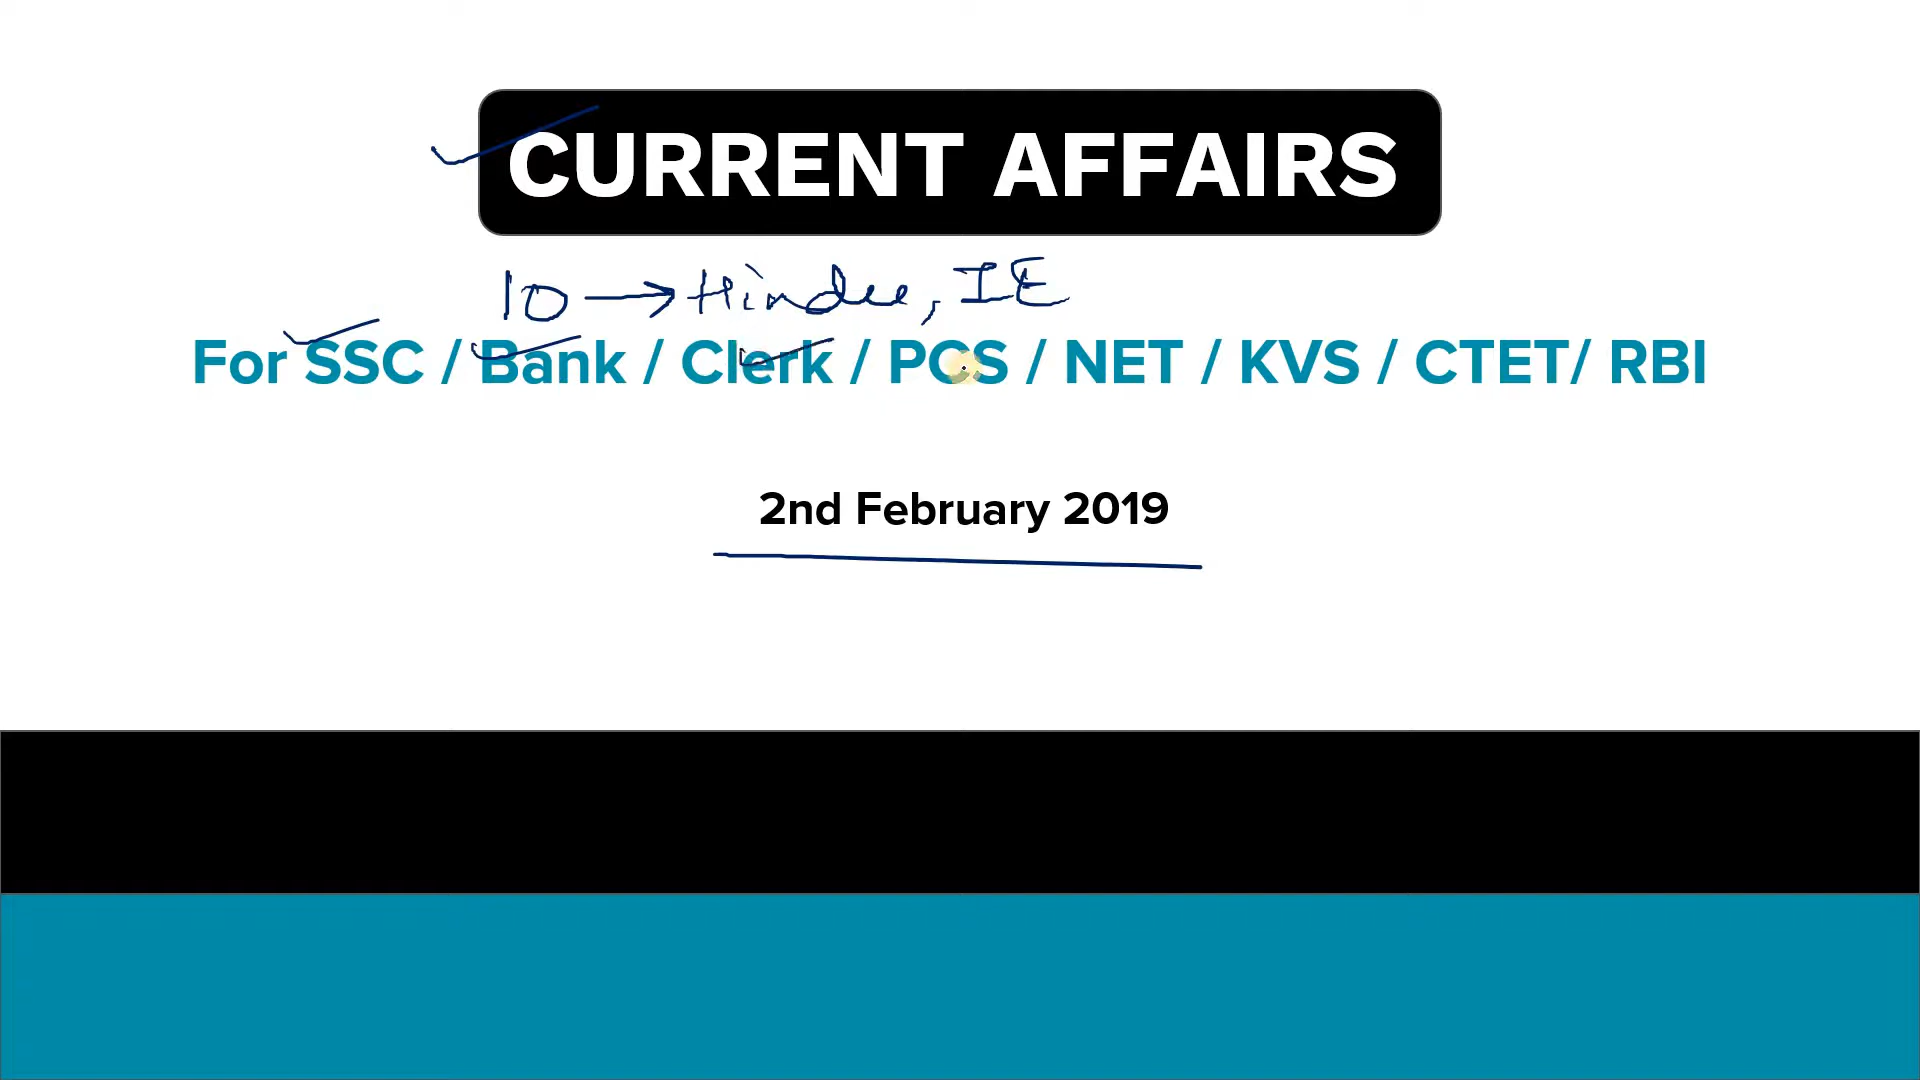 CURRENT AFFAIRS
10 → Hindu, IE
For SSC / Bank / Clerk / PCS / NET / KVS / CTET/ RBI
2nd February 2019